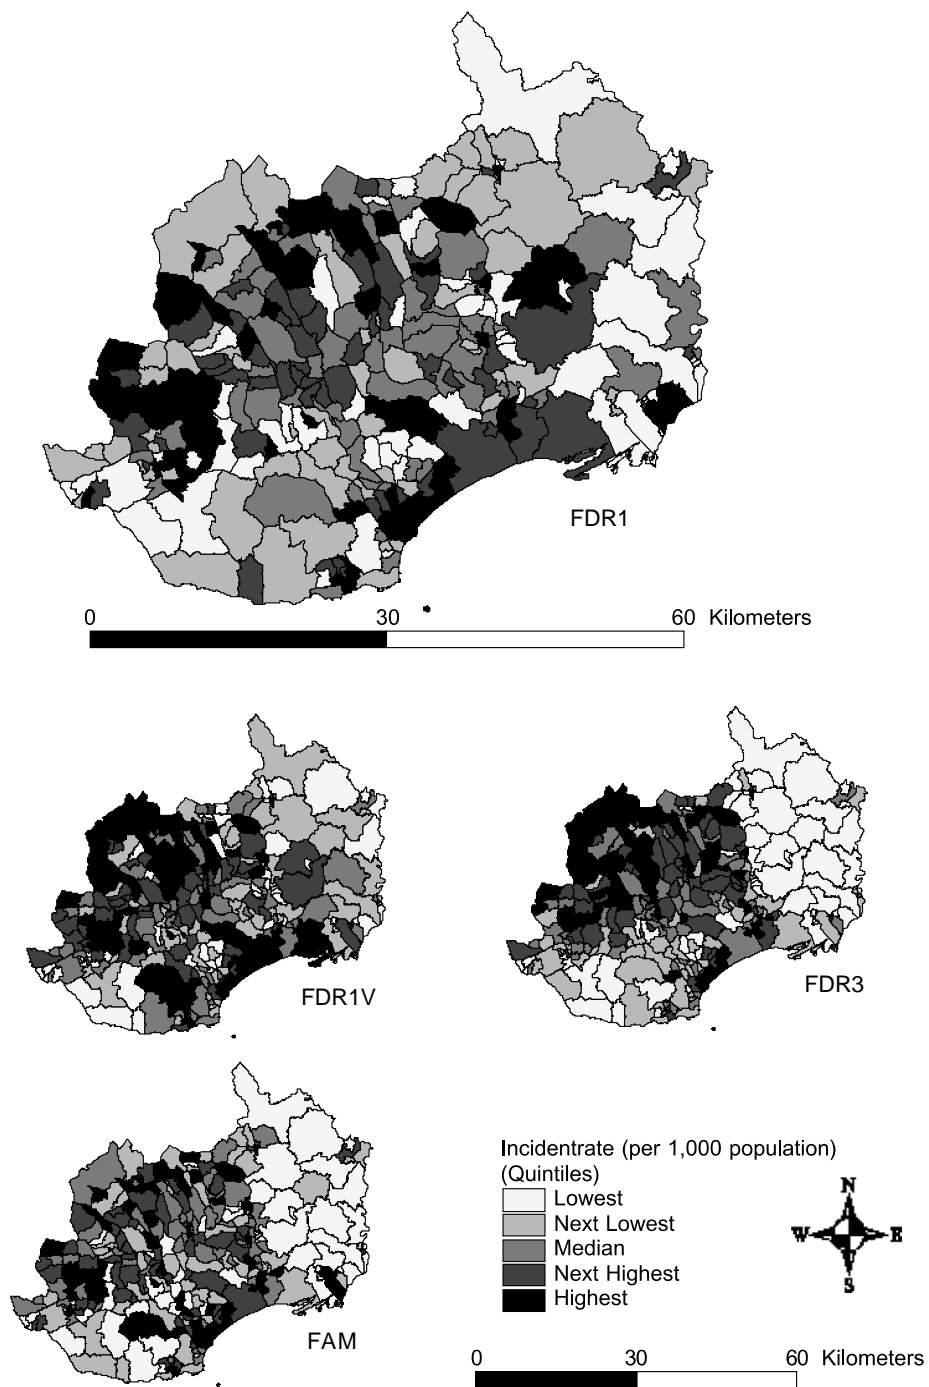 FDR1
0 30 60 Kilometers
FDR1V
FDR3
FAM
Incidentrate (per 1,000 population)
(Quintiles)
Lowest
Next Lowest
Median
Next Highest
Highest
N
W E
S
0 30 60 Kilometers